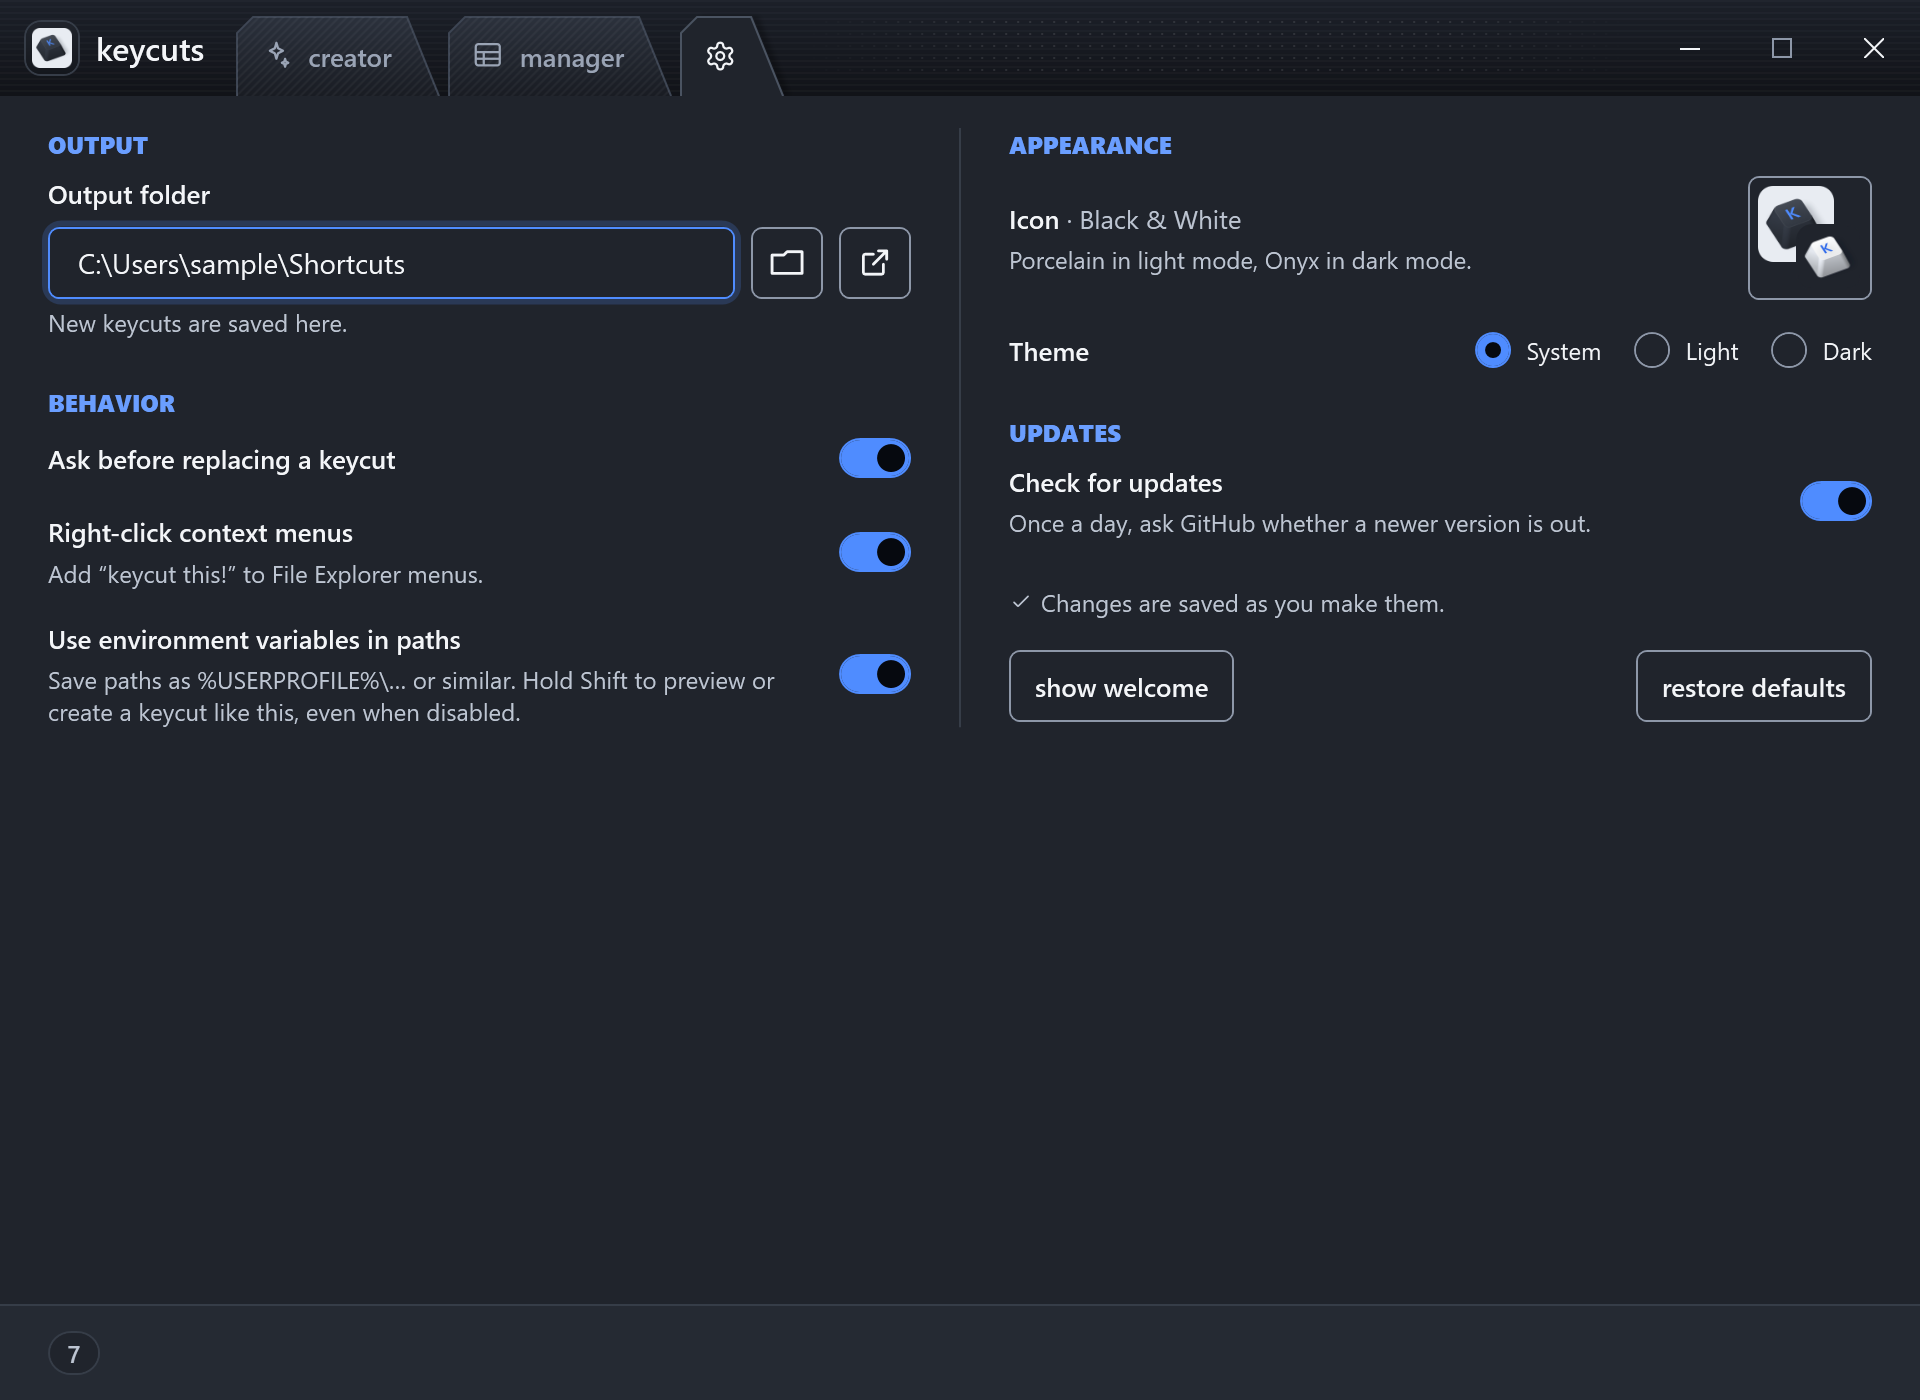 keycuts
creator
manager
OUTPUT
Output folder
C:\Users\sample\Shortcuts
New keycuts are saved here.
BEHAVIOR
Ask before replacing a keycut
Right-click context menus
Add “keycut this!” to File Explorer menus.
Use environment variables in paths
Save paths as %USERPROFILE%\... or similar. Hold Shift to preview or
create a keycut like this, even when disabled.
APPEARANCE
Icon · Black & White
Porcelain in light mode, Onyx in dark mode.
K
K
Theme
System
Light
Dark
UPDATES
Check for updates
Once a day, ask GitHub whether a newer version is out.
Changes are saved as you make them.
show welcome
restore defaults
7